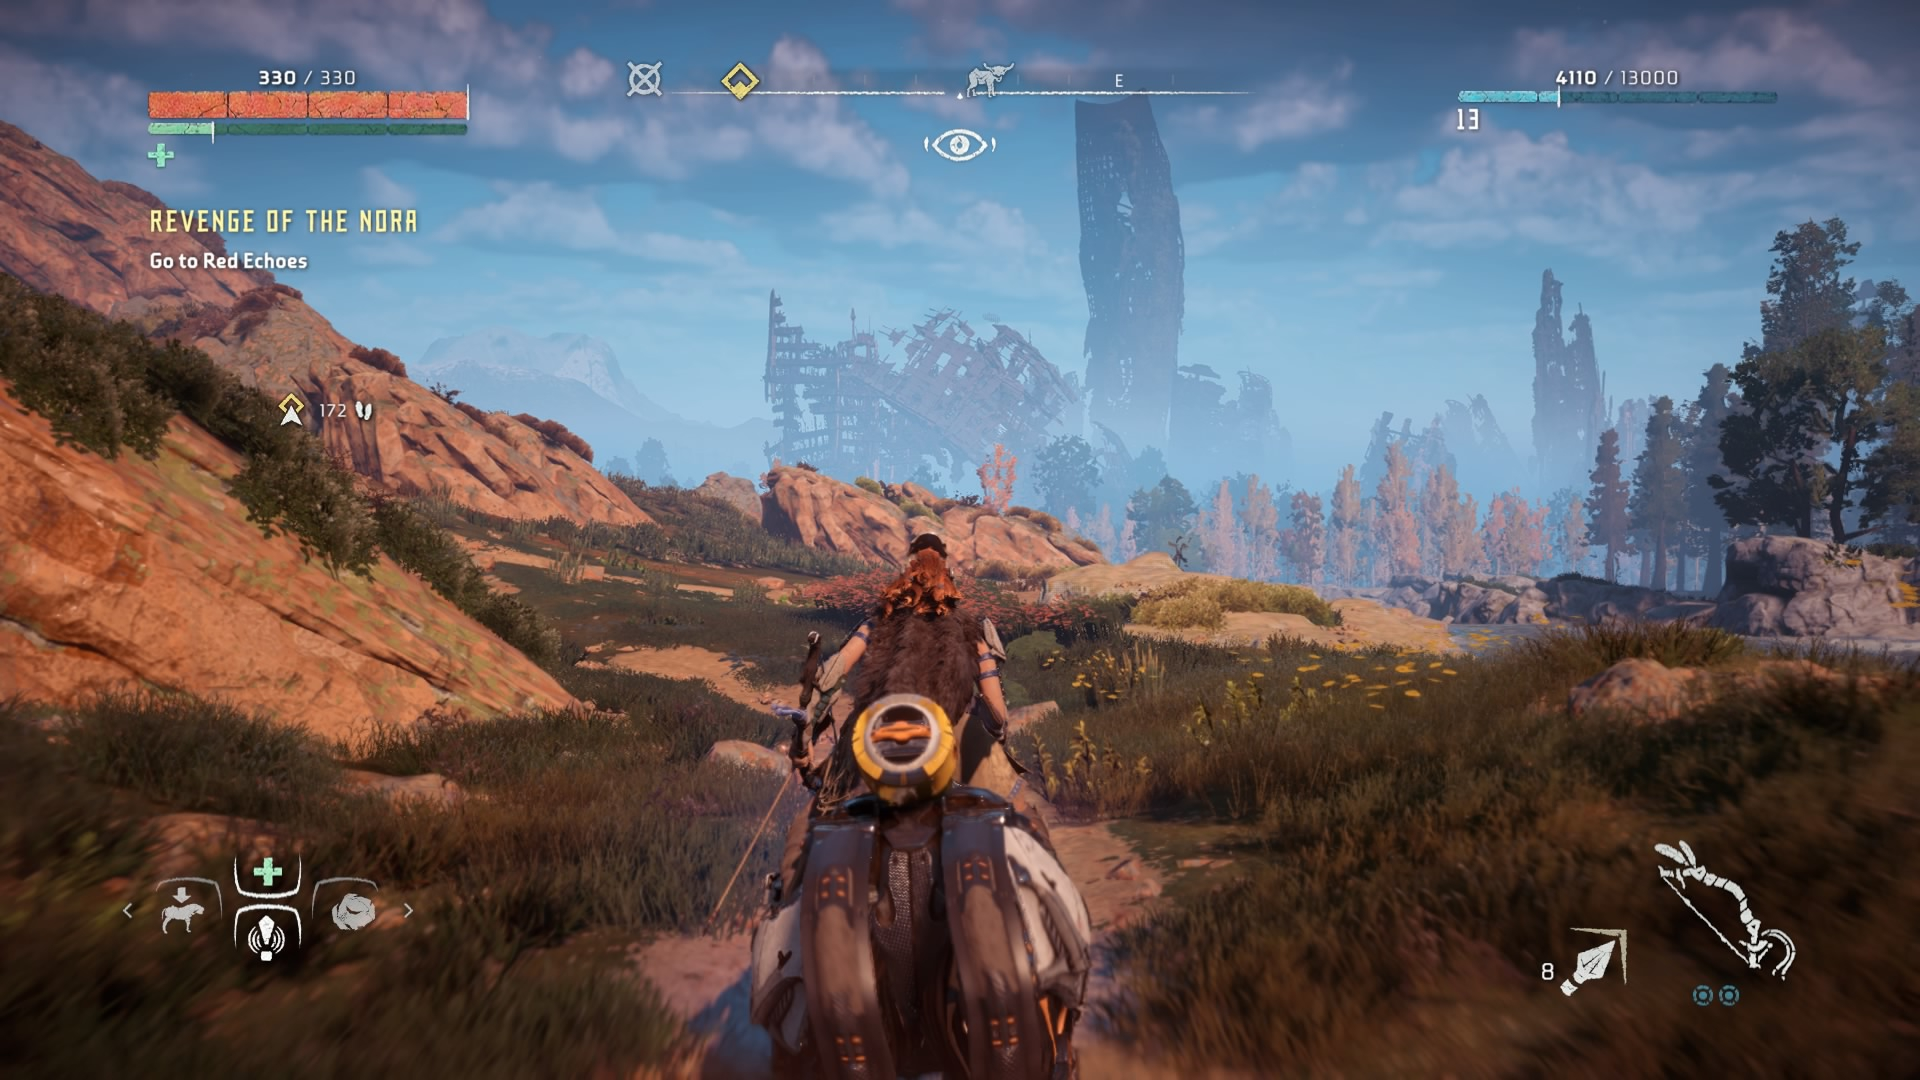 330 / 330
E
4110 / 13000
13
REVENGE OF THE NORA
Go to Red Echoes
172
8